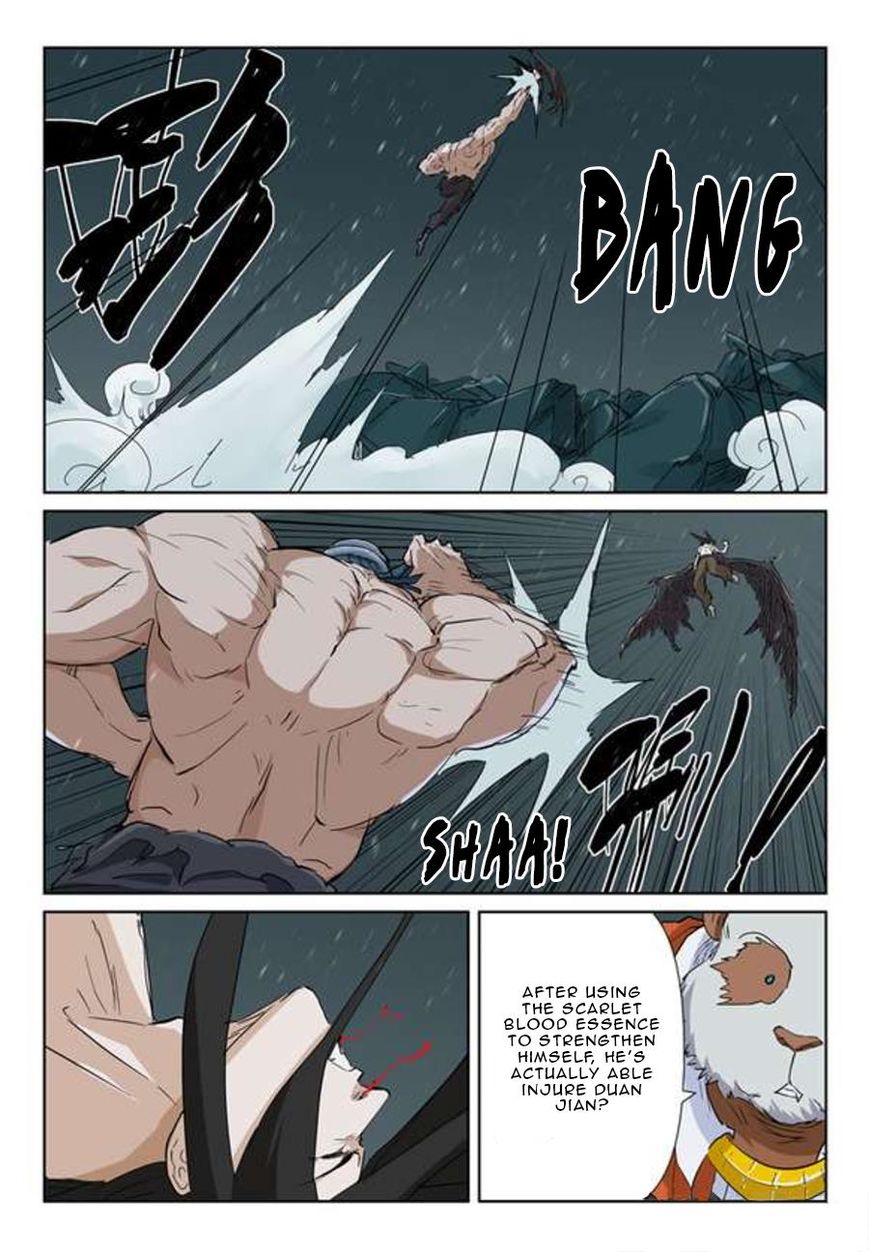 BANG
SHAA!
AFTER USING
THE SCARLET
BLOOD ESSENCE
TO STRENGTHEN
HIMSELF, HE'S
ACTUALLY ABLE
INJURE DUAN
JIAN?